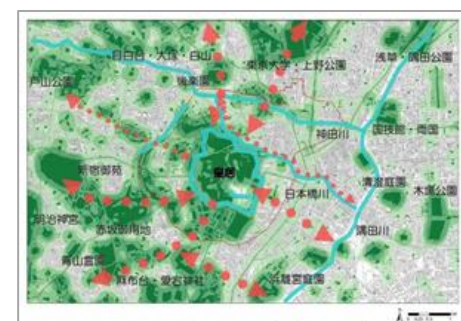 目白台・大塚・白山
東京大学・上野公園
浅草・隅田公園
戸山公園
後楽園
神田川
国技館・両国
新宿御苑
皇居
清澄庭園
日本橋川
木場公園
明治神宮
赤坂御用地
隅田川
青山霊園
麻布台・愛宕神社
浜離宮庭園